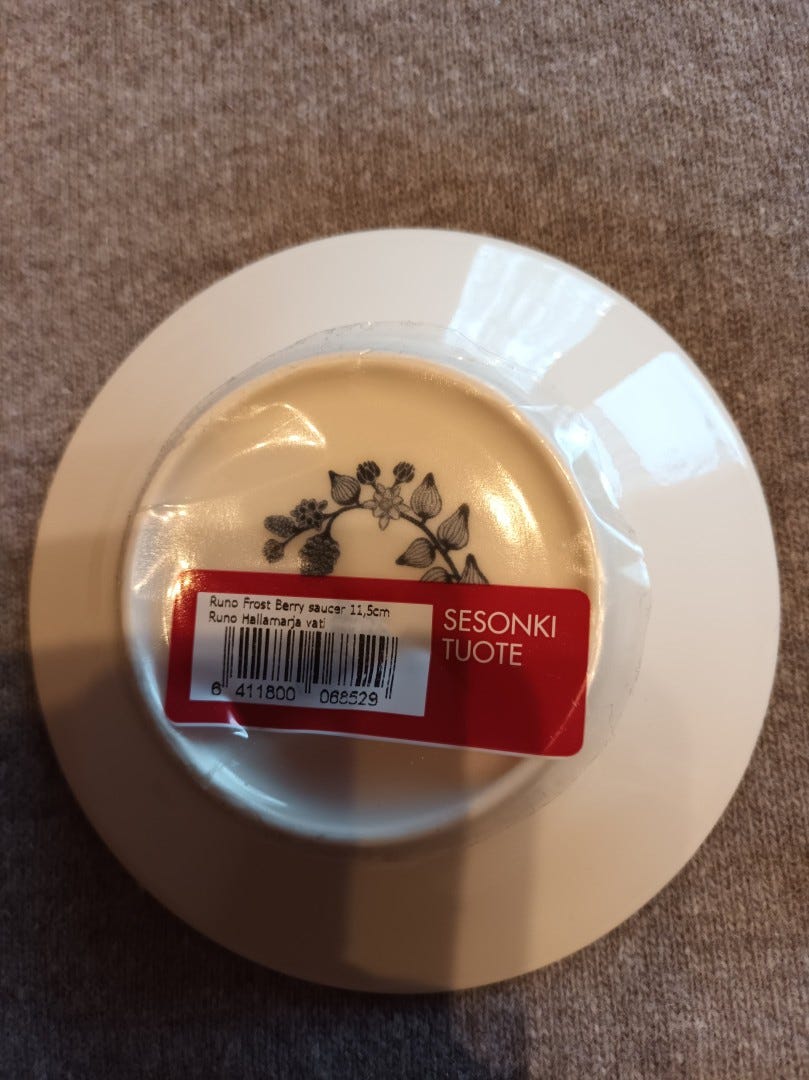 Runo Frost Berry saucer 11,5cm
Runo Hallamarja vati
6 411800 068529
SESONKI
TUOTE